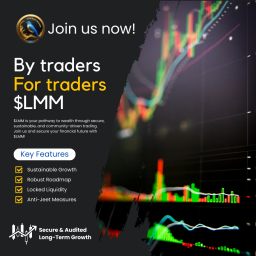 Join us now!
By traders
For traders
$LMM
$LMM is your pathway to wealth through secure,
sustainable, and community-driven trading.
Join us and secure your financial future with
$LMM!
Key Features
Sustainable Growth
Robust Roadmap
Locked Liquidity
Anti-Jeet Measures
Secure & Audited
Long-Term Growth